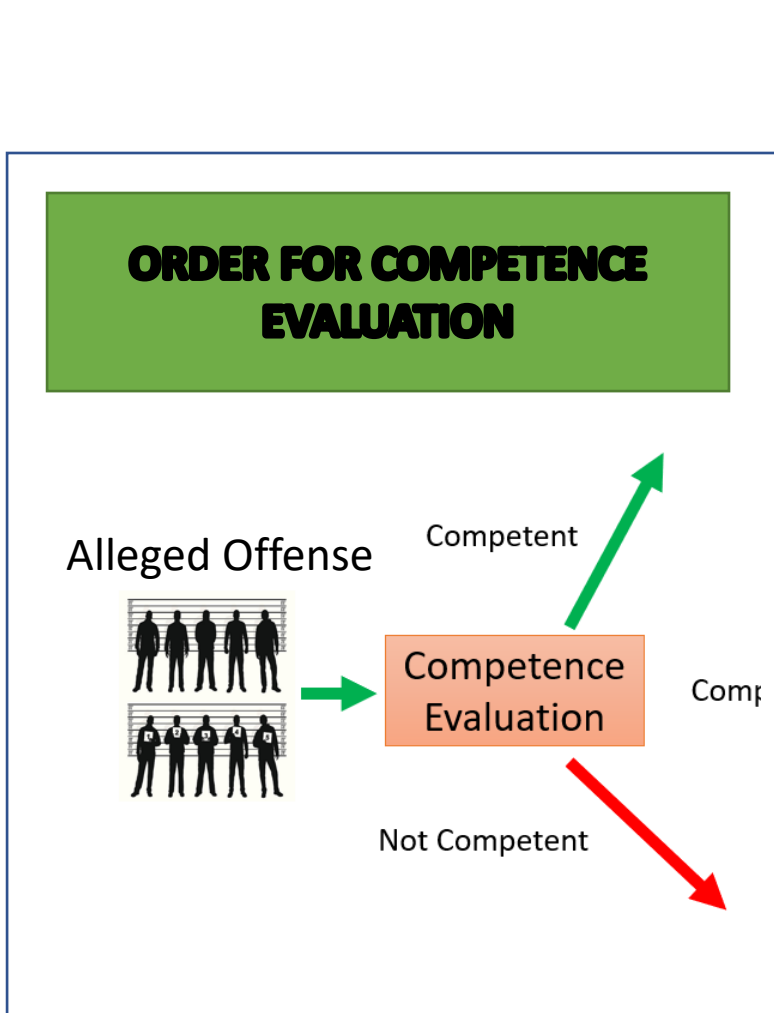 ORDER FOR COMPETENCE
EVALUATION
Alleged Offense
Competent
Competence
Evaluation
Comp
Not Competent